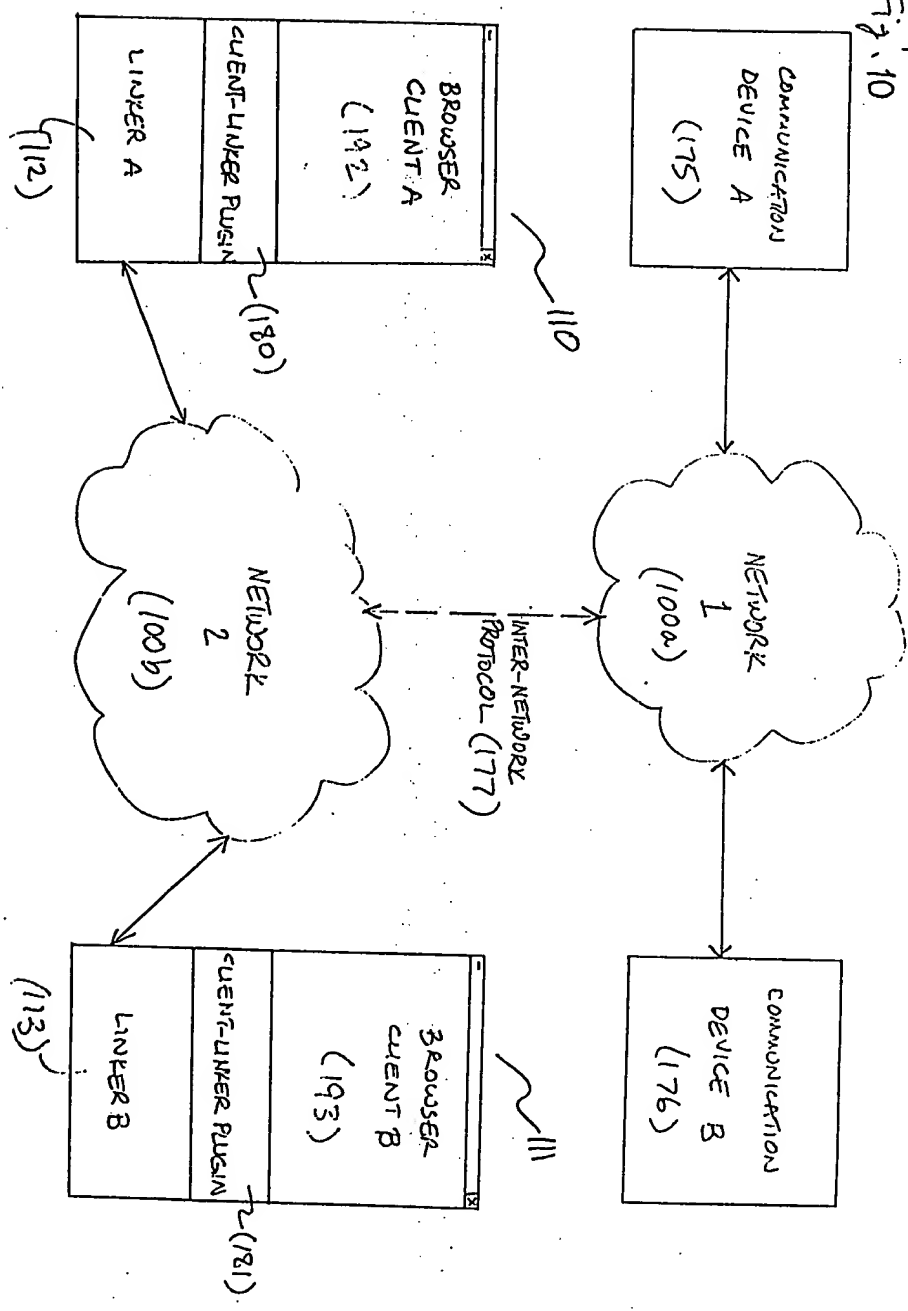 Fig. 10
COMMUNICATION
DEVICE A
(175)
NETWORK
1
(100a)
COMMUNICATION
DEVICE B
(176)
INTER-NETWORK
PROTOCOL (177)
110
BROWSER
CLIENT A
(192)
CLIENT-LINKER PLUGIN
(180)
LINKER A
(112)
NETWORK
2
(100b)
111
BROWSER
CLIENT B
(193)
CLIENT-LINKER PLUGIN
(181)
LINKER B
(113)